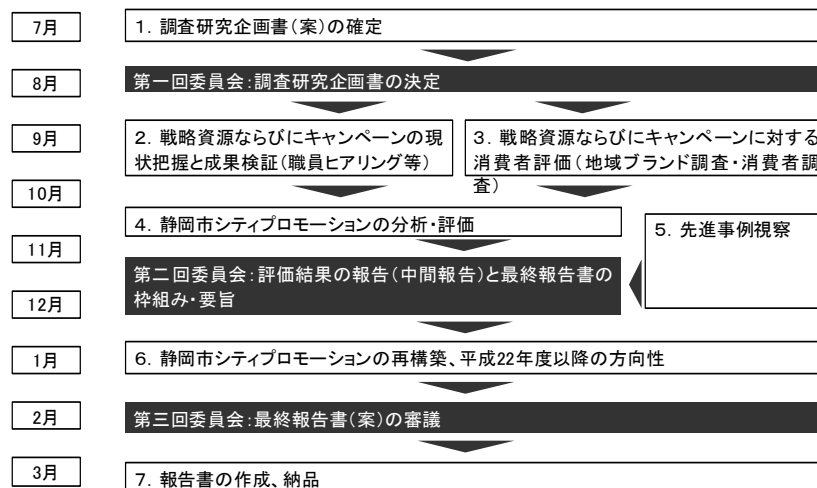 7月
1．調査研究企画書（案）の確定
8月
第一回委員会：調査研究企画書の決定
9月
2．戦略資源ならびにキャンペーンの現
状把握と成果検証（職員ヒアリング等）
3．戦略資源ならびにキャンペーンに対する
消費者評価（地域ブランド調査・消費者調
査）
10月
4．静岡市シティプロモーションの分析・評価
5．先進事例視察
11月
第二回委員会：評価結果の報告（中間報告）と最終報告書の
枠組み・要旨
12月
1月
6．静岡市シティプロモーションの再構築、平成22年度以降の方向性
2月
第三回委員会：最終報告書（案）の審議
3月
7．報告書の作成、納品